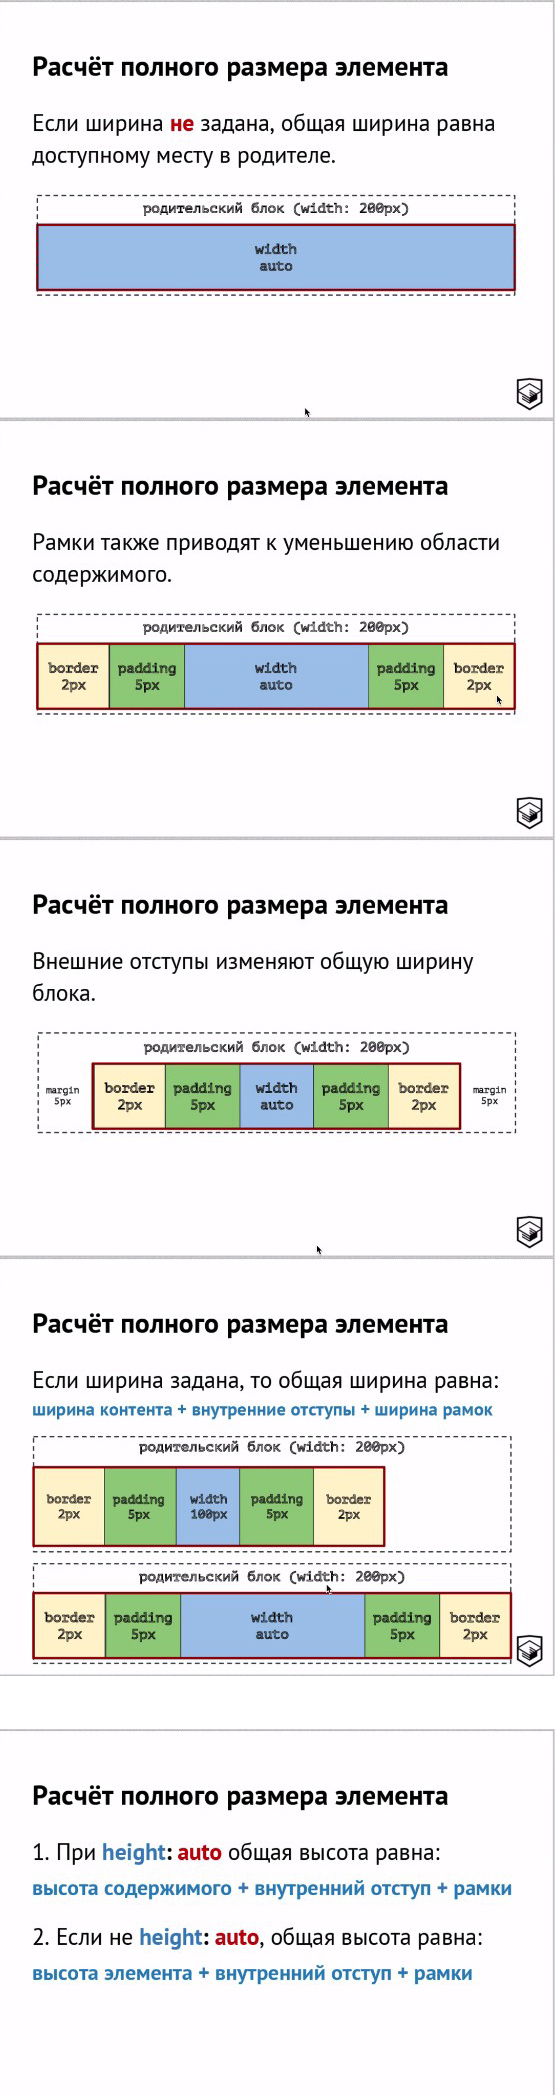 Расчёт полного размера элемента
Если ширина не задана, общая ширина равна
доступному месту в родителе.
родительский блок (width: 200px)
width
auto
Расчёт полного размера элемента
Рамки также приводят к уменьшению области
содержимого.
родительский блок (width: 200px)
border padding width padding border
2px 5px auto 5px 2px
Расчёт полного размера элемента
Внешние отступы изменяют общую ширину
блока.
родительский блок (width: 200px)
margin border padding width padding border margin
5px 2px 5px auto 5px 2px 5px
Расчёт полного размера элемента
Если ширина задана, то общая ширина равна:
ширина контента + внутренние отступы + ширина рамок
родительский блок (width: 200px)
border padding width padding border
2px 5px 100px 5px 2px
родительский блок (width: 200px)
border padding width padding border
2px 5px auto 5px 2px
Расчёт полного размера элемента
1. При height: auto общая высота равна:
высота содержимого + внутренний отступ + рамки
2. Если не height: auto, общая высота равна:
высота элемента + внутренний отступ + рамки